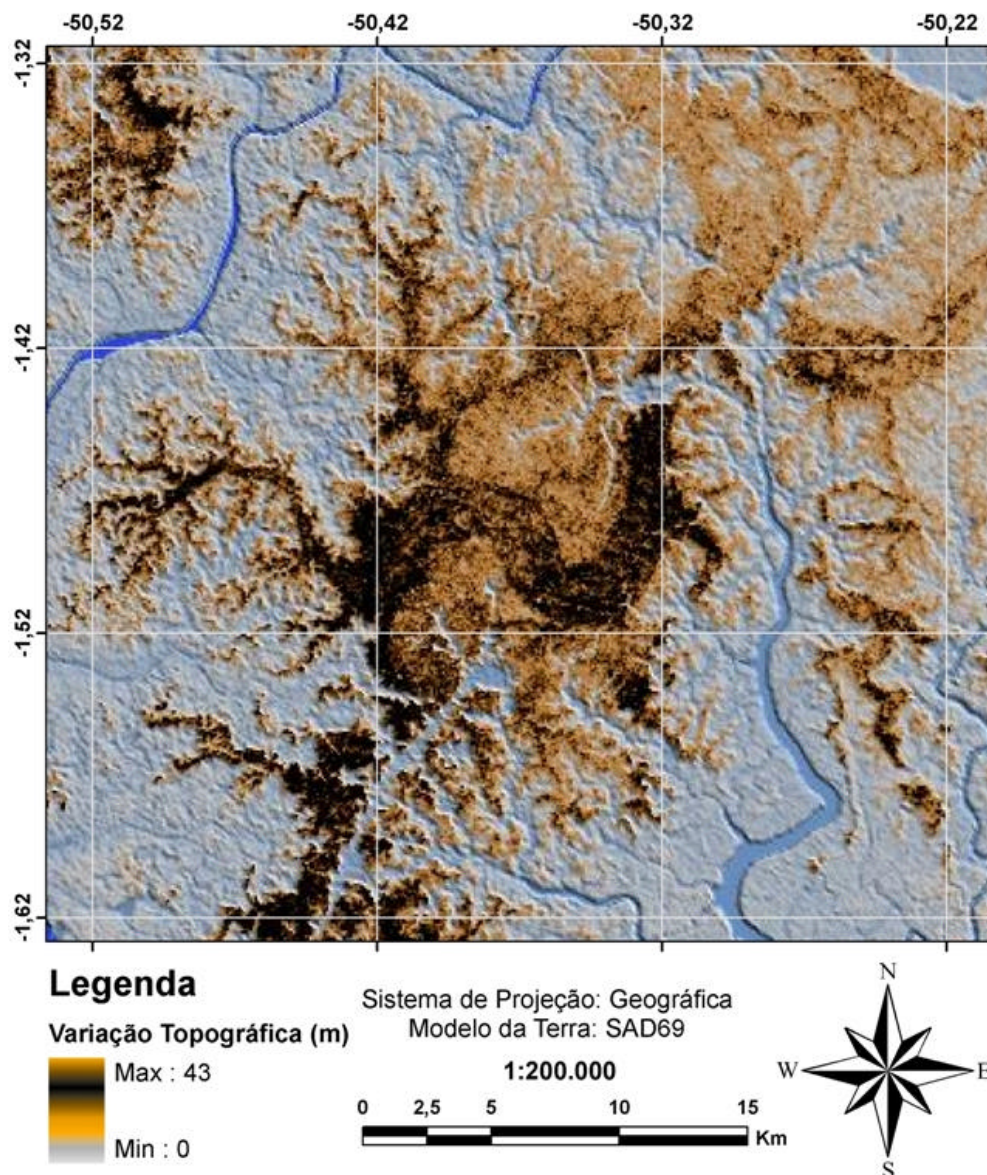 -50,52 -50,42 -50,32 -50,22
-1,32
-1,42
-1,52
-1,62
Legenda
Variação Topográfica (m)
Max : 43
Min : 0
Sistema de Projeção: Geográfica
Modelo da Terra: SAD69
1:200.000
0 2,5 5 10 15
Km
N
W E
S